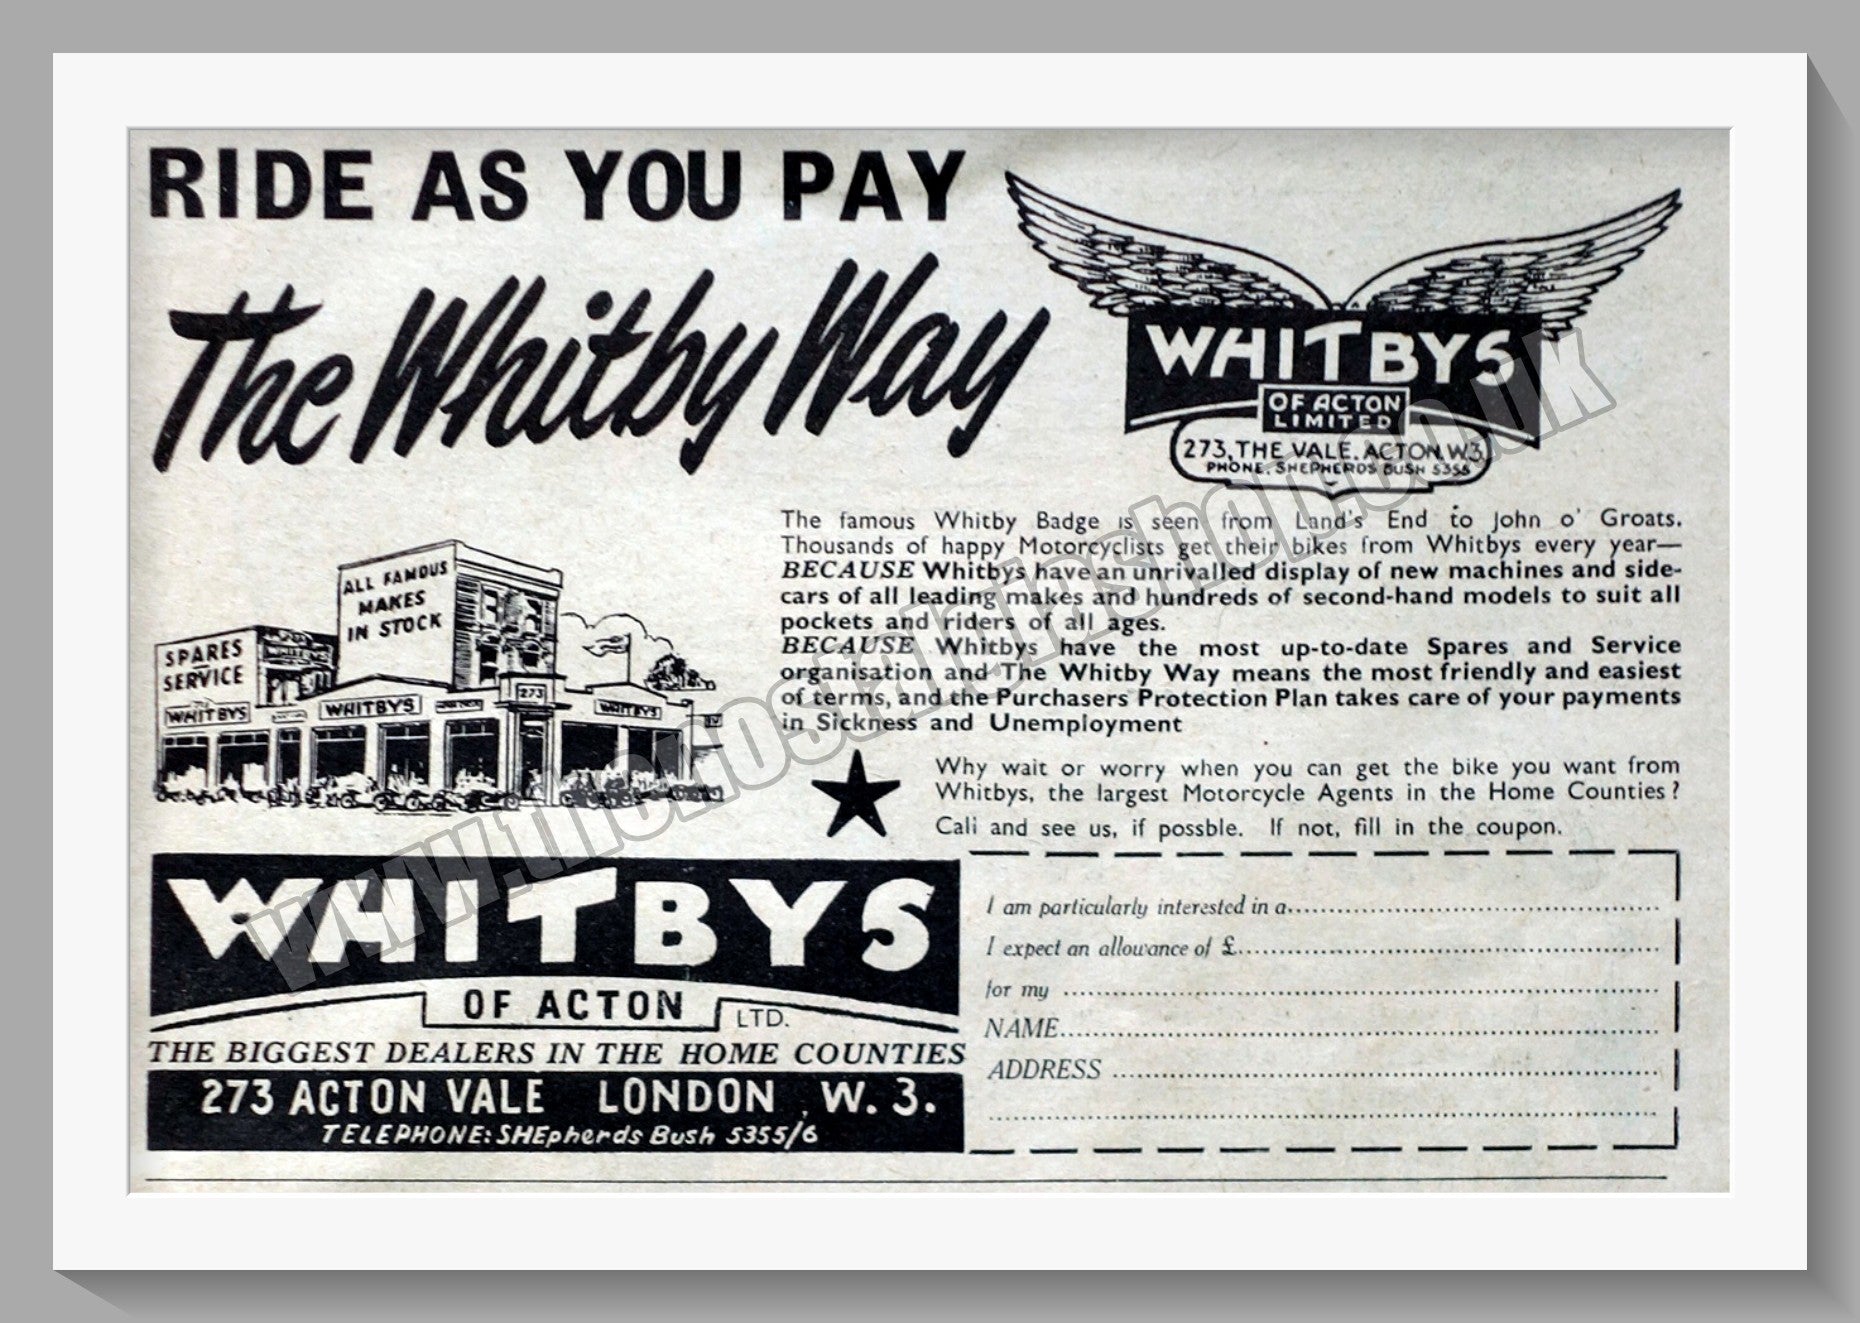 RIDE AS YOU PAY
The Whitby Way
WHITBYS
OF ACTON
LIMITED
273, THE VALE, ACTON, W.3.
PHONE. SHEPHERDS BUSH 5355
The famous Whitby Badge is seen from Land's End to John o' Groats.
Thousands of happy Motorcyclists get their bikes from Whitbys every year—
BECAUSE Whitbys have an unrivalled display of new machines and side-
cars of all leading makes and hundreds of second-hand models to suit all
pockets and riders of all ages.
BECAUSE Whitbys have the most up-to-date Spares and Service
organisation and The Whitby Way means the most friendly and easiest
of terms, and the Purchasers Protection Plan takes care of your payments
in Sickness and Unemployment
ALL FAMOUS
MAKES
IN STOCK
SPARES
SERVICE
WHITBYS
WHITBYS
273
WHITBYS
Why wait or worry when you can get the bike you want from
Whitbys, the largest Motorcycle Agents in the Home Counties?
Call and see us, if possble. If not, fill in the coupon.
WHITBYS
OF ACTON
LTD.
THE BIGGEST DEALERS IN THE HOME COUNTIES
273 ACTON VALE LONDON, W. 3.
TELEPHONE: SHEpherds Bush 5355/6
I am particularly interested in a
I expect an allowance of £
for my
NAME
ADDRESS
www.thenostalgiashop.co.uk